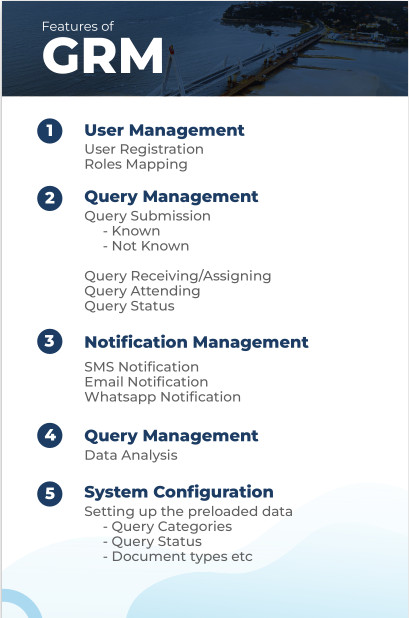 Features of
GRM
1 User Management
User Registration
Roles Mapping
2 Query Management
Query Submission
- Known
- Not Known
Query Receiving/Assigning
Query Attending
Query Status
3 Notification Management
SMS Notification
Email Notification
Whatsapp Notification
4 Query Management
Data Analysis
5 System Configuration
Setting up the preloaded data
- Query Categories
- Query Status
- Document types etc